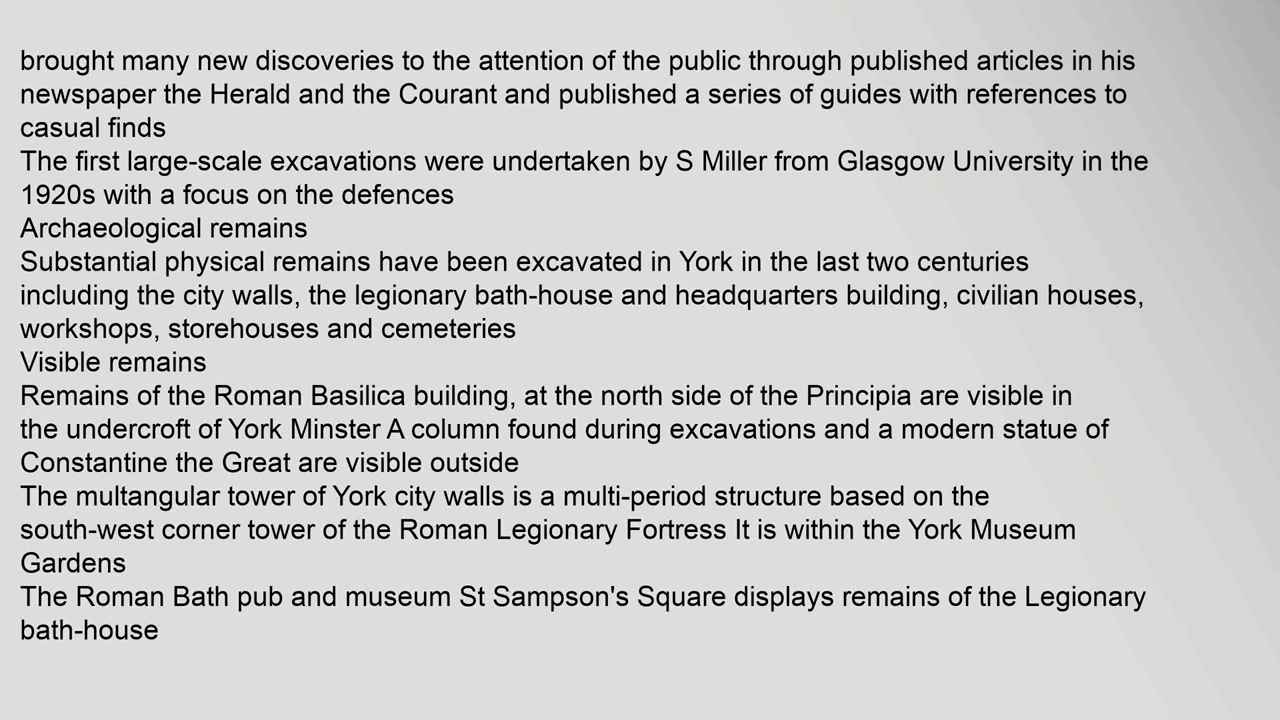 brought many new discoveries to the attention of the public through published articles in his
newspaper the Herald and the Courant and published a series of guides with references to
casual finds
The first large-scale excavations were undertaken by S Miller from Glasgow University in the
1920s with a focus on the defences
Archaeological remains
Substantial physical remains have been excavated in York in the last two centuries
including the city walls, the legionary bath-house and headquarters building, civilian houses,
workshops, storehouses and cemeteries
Visible remains
Remains of the Roman Basilica building, at the north side of the Principia are visible in
the undercroft of York Minster A column found during excavations and a modern statue of
Constantine the Great are visible outside
The multangular tower of York city walls is a multi-period structure based on the
south-west corner tower of the Roman Legionary Fortress It is within the York Museum
Gardens
The Roman Bath pub and museum St Sampson's Square displays remains of the Legionary
bath-house